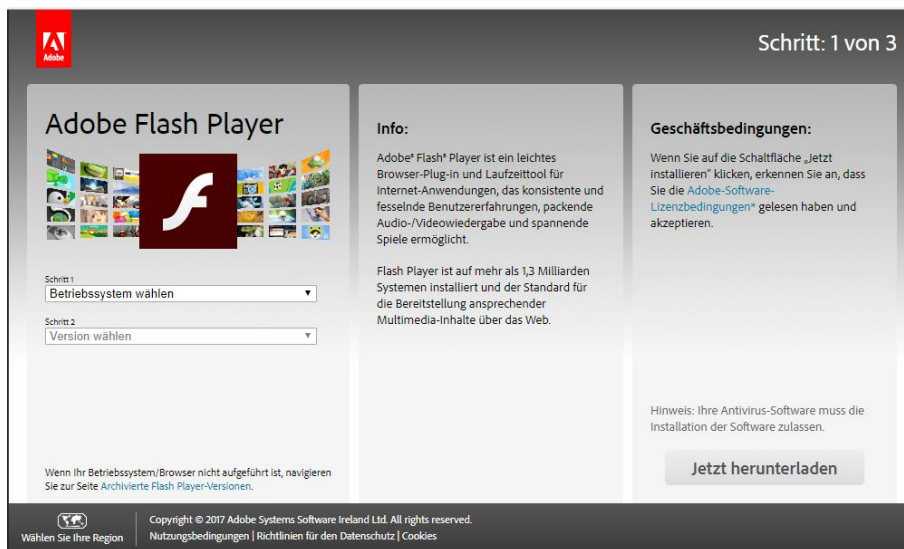 Adobe
Schritt: 1 von 3
Adobe Flash Player
Schritt 1
Betriebssystem wählen
Schritt 2
Version wählen
Wenn Ihr Betriebssystem/Browser nicht aufgeführt ist, navigieren
Sie zur Seite Archivierte Flash Player-Versionen.
Info:
Adobe® Flash® Player ist ein leichtes
Browser-Plug-in und Laufzeittool für
Internet-Anwendungen, das konsistente und
fesselnde Benutzererfahrungen, packende
Audio-/Videowiedergabe und spannende
Spiele ermöglicht.
Flash Player ist auf mehr als 1,3 Milliarden
Systemen installiert und der Standard für
die Bereitstellung ansprechender
Multimedia-Inhalte über das Web.
Geschäftsbedingungen:
Wenn Sie auf die Schaltfläche „Jetzt
installieren“ klicken, erkennen Sie an, dass
Sie die Adobe-Software-
Lizenzbedingungen* gelesen haben und
akzeptieren.
Hinweis: Ihre Antivirus-Software muss die
Installation der Software zulassen.
Jetzt herunterladen
Wählen Sie Ihre Region
Copyright © 2017 Adobe Systems Software Ireland Ltd. All rights reserved.
Nutzungsbedingungen | Richtlinien für den Datenschutz | Cookies